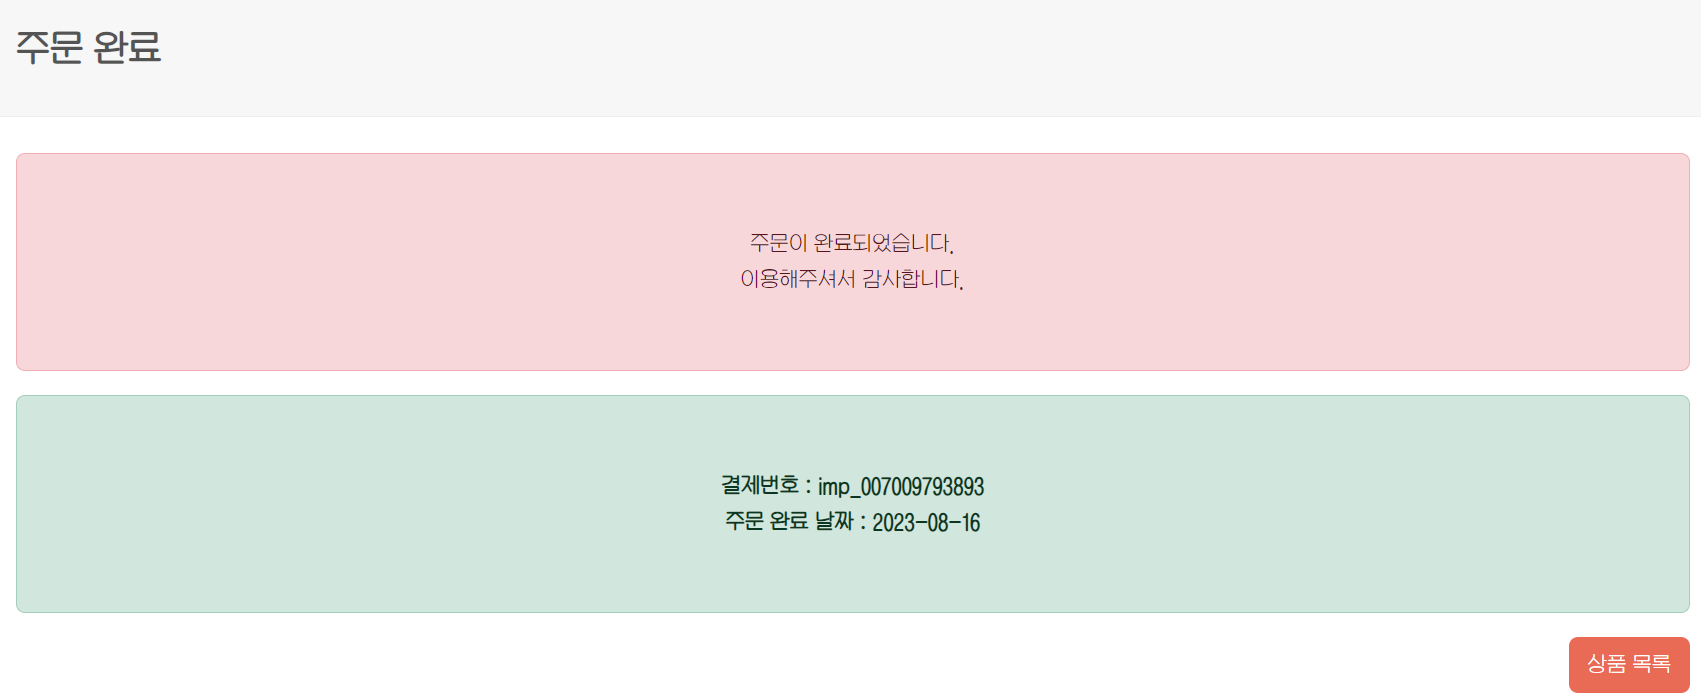 주문 완료
주문이 완료되었습니다.
이용해주셔서 감사합니다.
결제번호 : imp_007009793893
주문 완료 날짜 : 2023-08-16
상품 목록